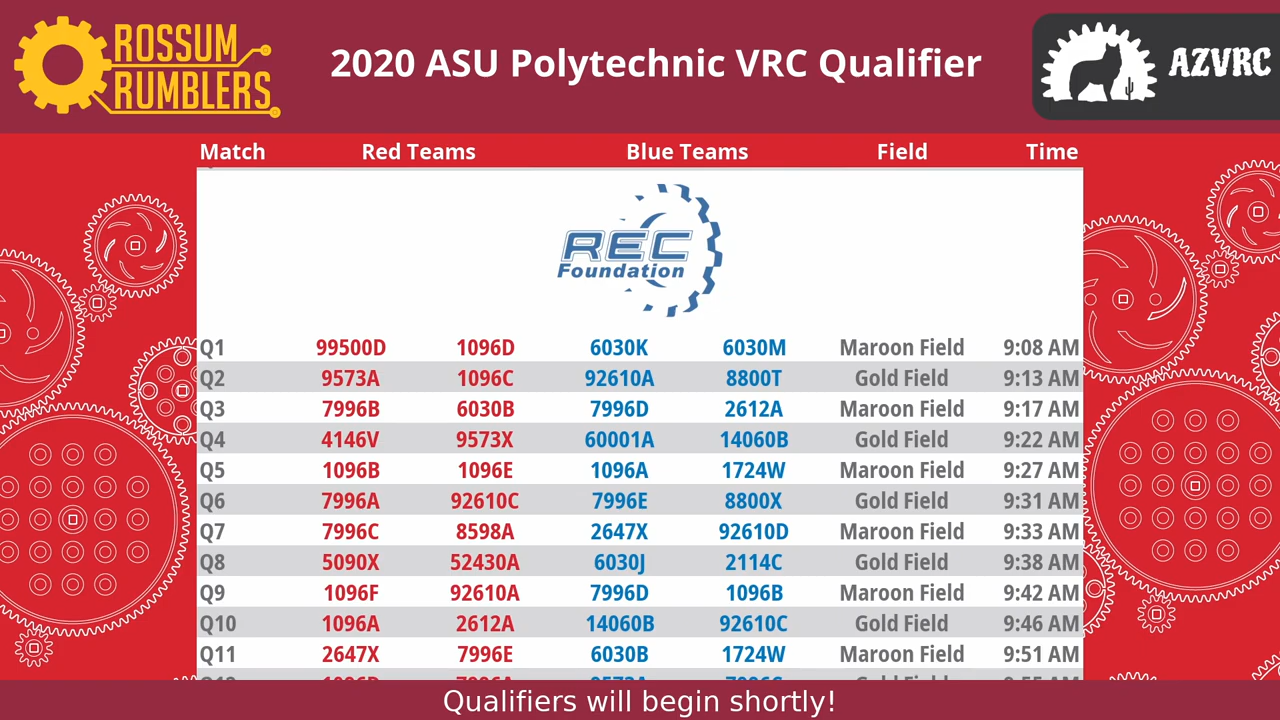 ROSSUM
RUMBLERS
2020 ASU Polytechnic VRC Qualifier
AZVRC
Match Red Teams Blue Teams Field Time
REC
Foundation
Q1 99500D 1096D 6030K 6030M Maroon Field 9:08 AM
Q2 9573A 1096C 92610A 8800T Gold Field 9:13 AM
Q3 7996B 6030B 7996D 2612A Maroon Field 9:17 AM
Q4 4146V 9573X 60001A 14060B Gold Field 9:22 AM
Q5 1096B 1096E 1096A 1724W Maroon Field 9:27 AM
Q6 7996A 92610C 7996E 8800X Gold Field 9:31 AM
Q7 7996C 8598A 2647X 92610D Maroon Field 9:33 AM
Q8 5090X 52430A 6030J 2114C Gold Field 9:38 AM
Q9 1096F 92610A 7996D 1096B Maroon Field 9:42 AM
Q10 1096A 2612A 14060B 92610C Gold Field 9:46 AM
Q11 2647X 7996E 6030B 1724W Maroon Field 9:51 AM
Qualifiers will begin shortly!